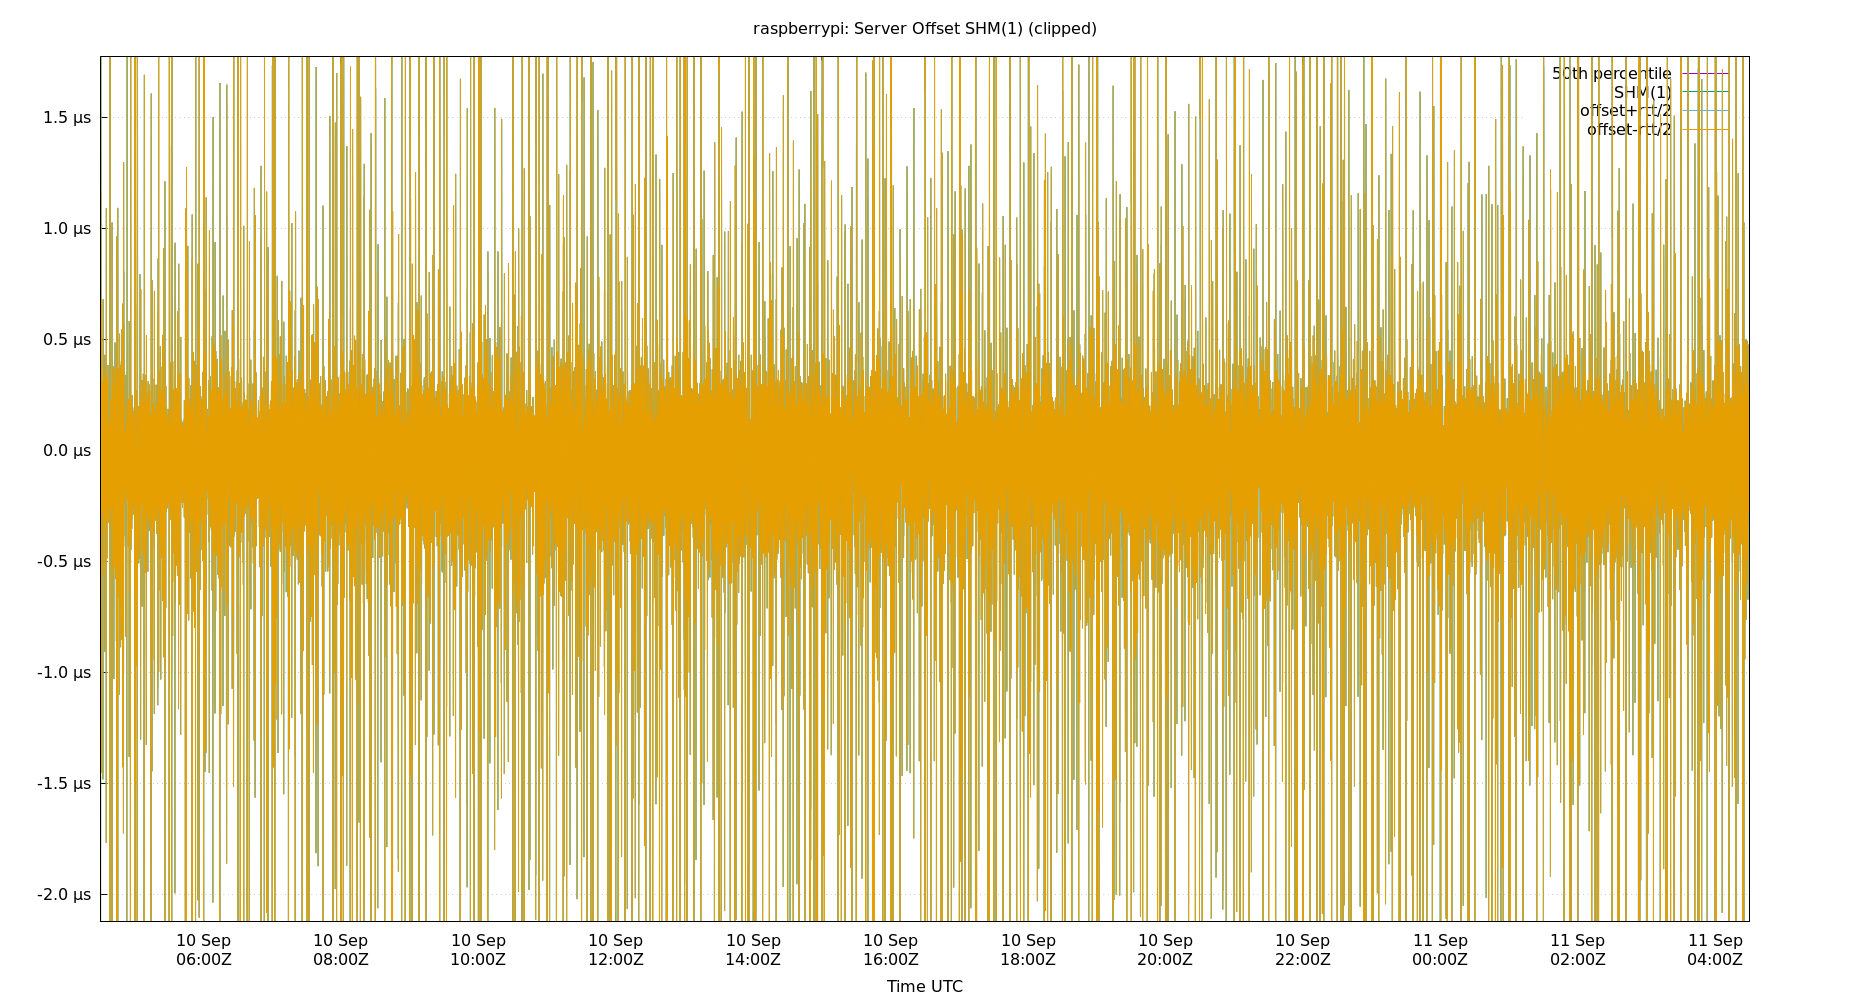 raspberrypi: Server Offset SHM(1) (clipped)
50th percentile
SHM(1)
offset+rtt/2
offset-rtt/2
1.5 µs
1.0 µs
0.5 µs
0.0 µs
-0.5 µs
-1.0 µs
-1.5 µs
-2.0 µs
10 Sep 10 Sep 10 Sep 10 Sep 10 Sep 10 Sep 10 Sep 10 Sep 10 Sep 11 Sep 11 Sep 11 Sep
06:00Z 08:00Z 10:00Z 12:00Z 14:00Z 16:00Z 18:00Z 20:00Z 22:00Z 00:00Z 02:00Z 04:00Z
Time UTC